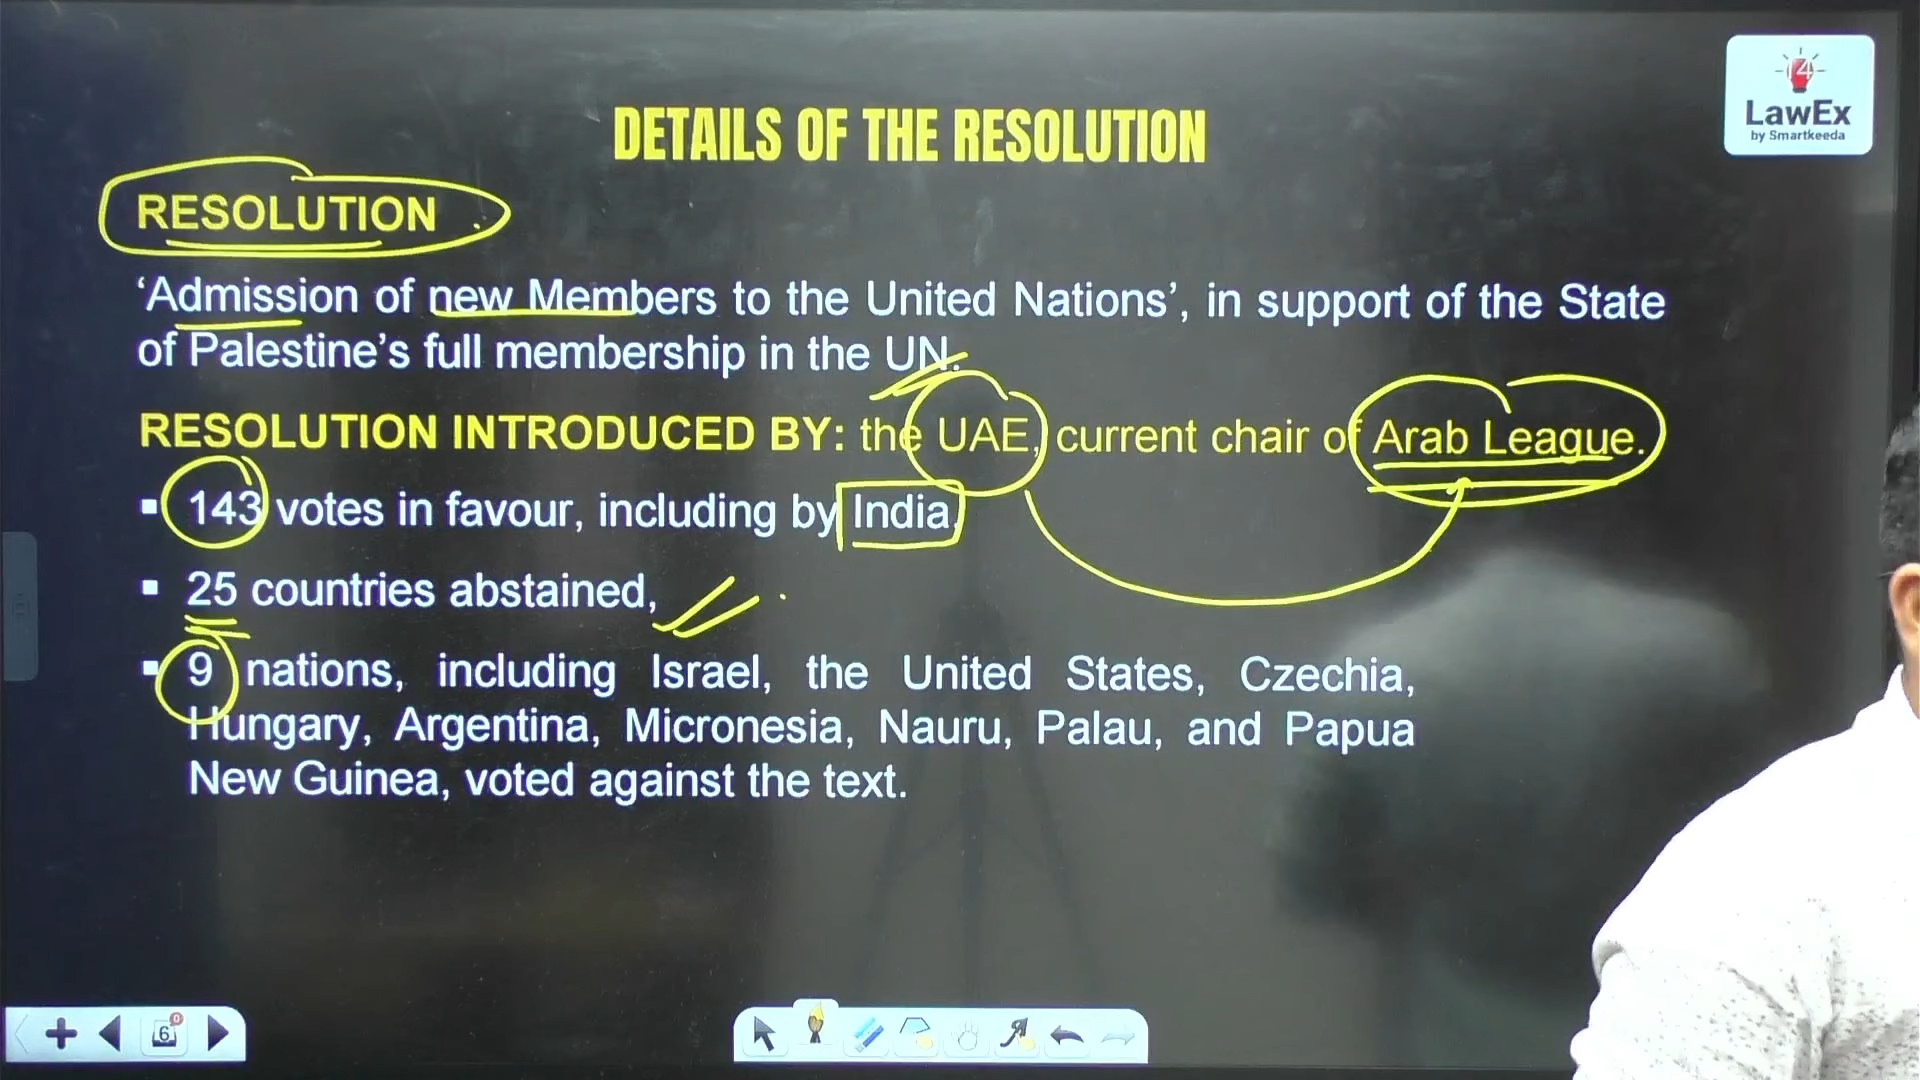 LawEx
by Smartkeeda
DETAILS OF THE RESOLUTION
RESOLUTION
‘Admission of new Members to the United Nations’, in support of the State
of Palestine’s full membership in the UN.
RESOLUTION INTRODUCED BY: the UAE, current chair of Arab League.
▪ 143 votes in favour, including by India,
▪ 25 countries abstained,
▪ 9 nations, including Israel, the United States, Czechia,
Hungary, Argentina, Micronesia, Nauru, Palau, and Papua
New Guinea, voted against the text.
6
0